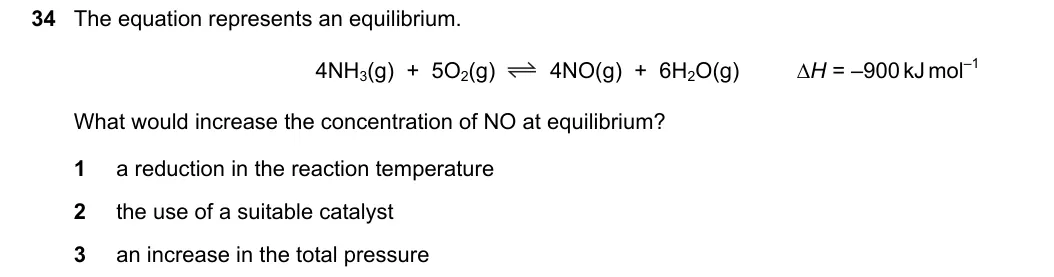 34 The equation represents an equilibrium.
4NH₃(g) + 5O₂(g) ⇌ 4NO(g) + 6H₂O(g) ΔH = –900 kJ mol⁻¹
What would increase the concentration of NO at equilibrium?
1 a reduction in the reaction temperature
2 the use of a suitable catalyst
3 an increase in the total pressure